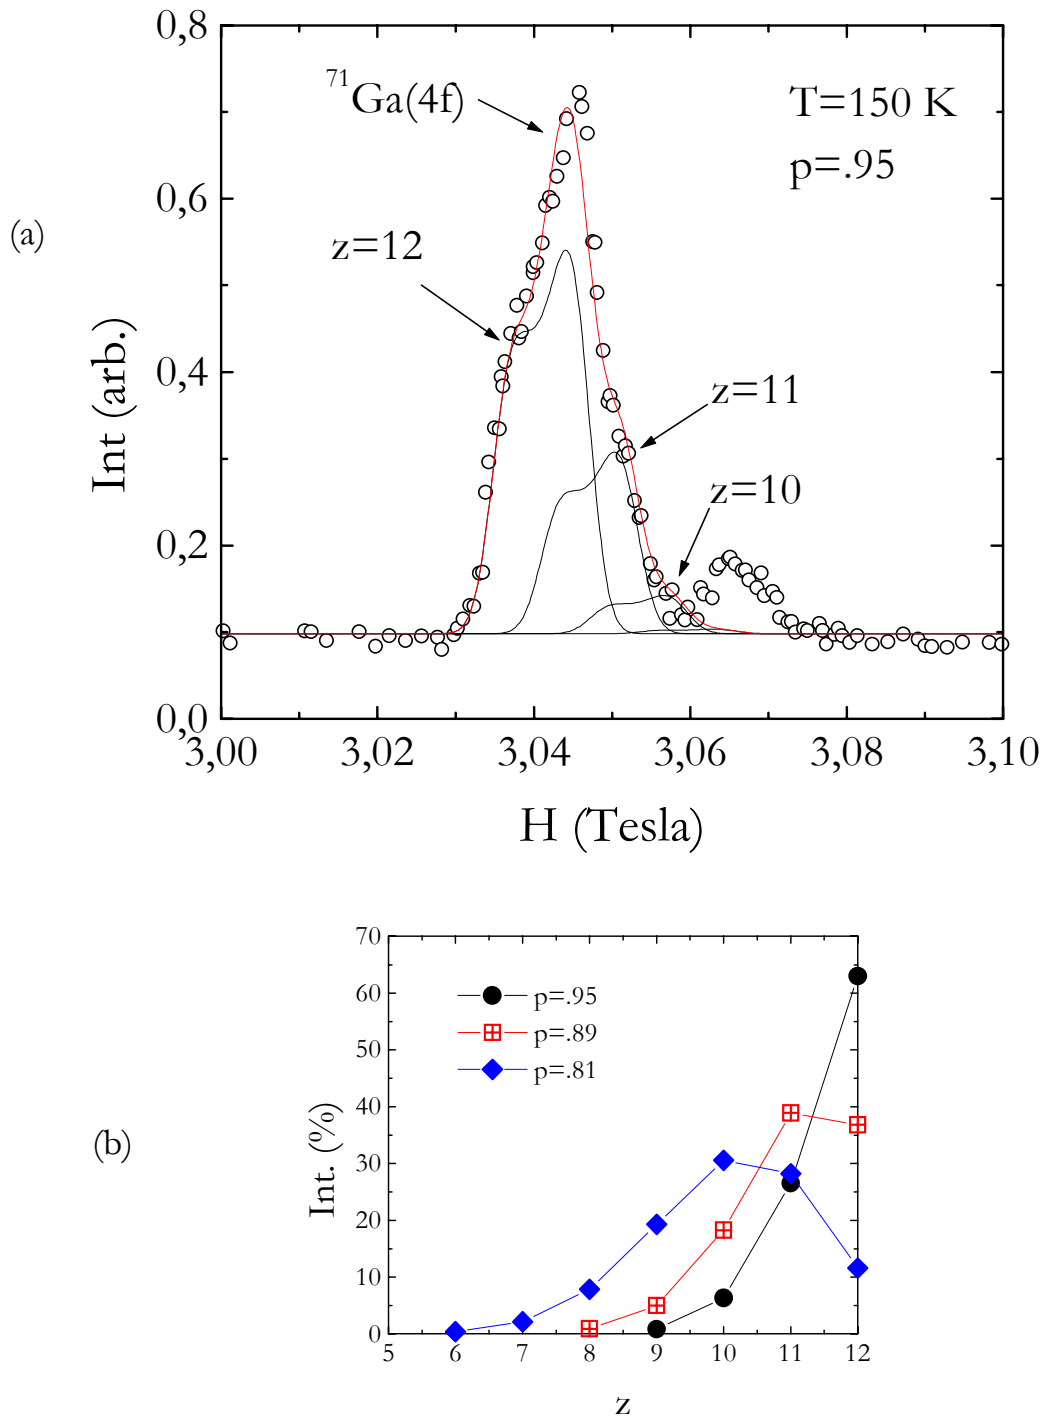 (a)
0,8
0,6
0,4
0,2
0,0
Int (arb.)
71Ga(4f)
T=150 K
p=.95
z=12
z=11
z=10
3,00 3,02 3,04 3,06 3,08 3,10
H (Tesla)
(b)
70
60
50
40
30
20
10
0
Int. (%)
p=.95
p=.89
p=.81
5 6 7 8 9 10 11 12
z